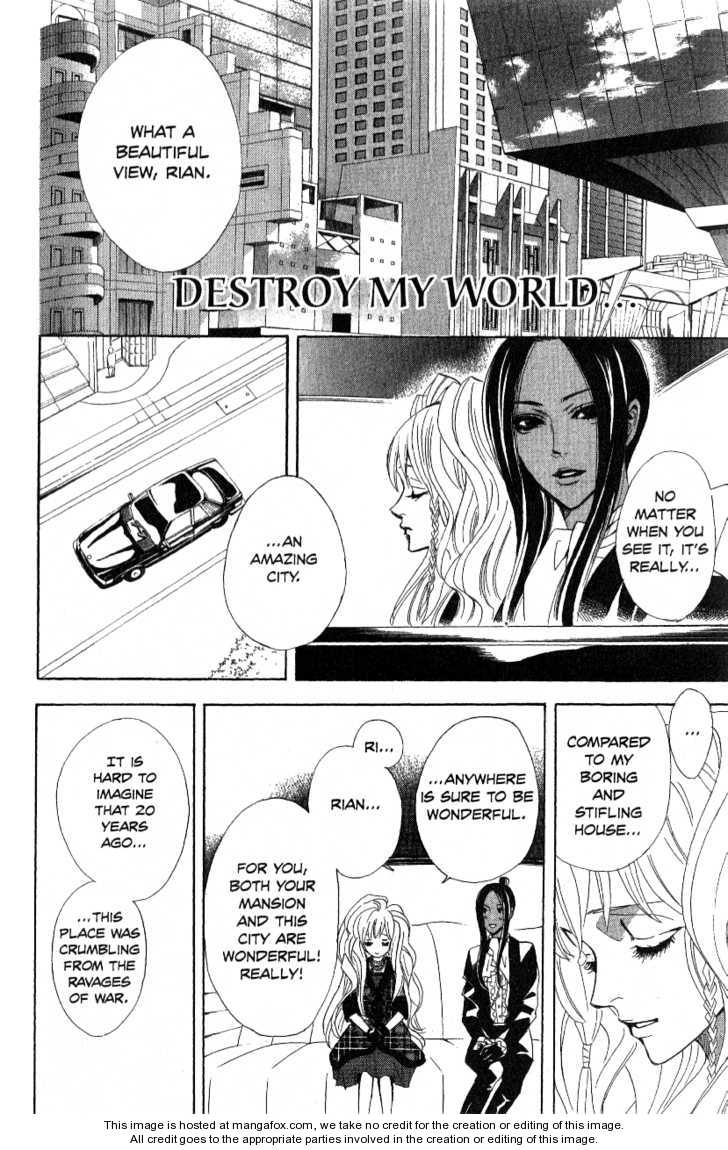 WHAT A
BEAUTIFUL
VIEW, RIAN.
DESTROY MY WORLD...
NO
MATTER
WHEN YOU
SEE IT, IT'S
REALLY...
...AN
AMAZING
CITY.
...
COMPARED
TO MY
BORING
AND
STIFLING
HOUSE...
...ANYWHERE
IS SURE TO BE
WONDERFUL.
RI...
RIAN...
FOR YOU,
BOTH YOUR
MANSION
AND THIS
CITY ARE
WONDERFUL!
REALLY!
IT IS
HARD TO
IMAGINE
THAT 20
YEARS
AGO...
...THIS
PLACE WAS
CRUMBLING
FROM THE
RAVAGES
OF WAR.
This image is hosted at mangafox.com, we take no credit for the creation or editing of this image.
All credit goes to the appropriate parties involved in the creation or editing of this image.